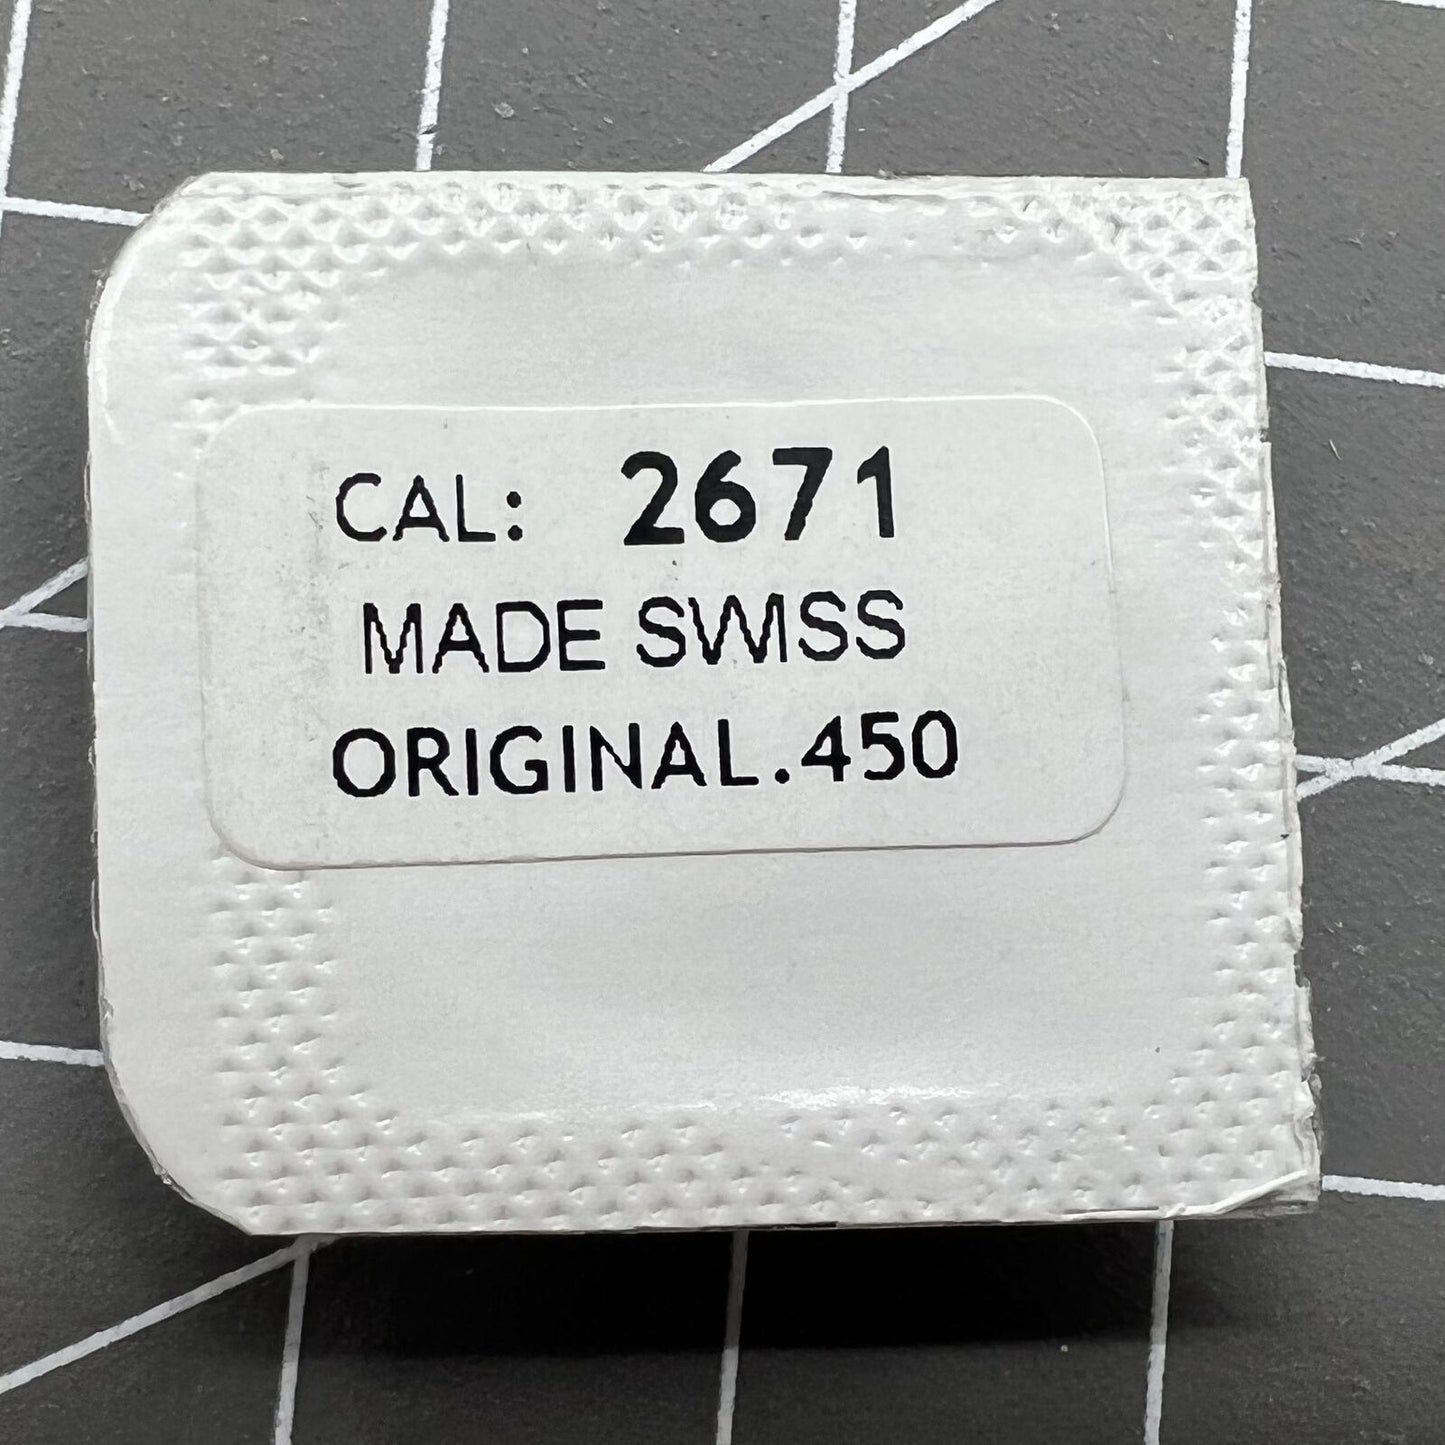 CAL: 2671
MADE SWISS
ORIGINAL.450